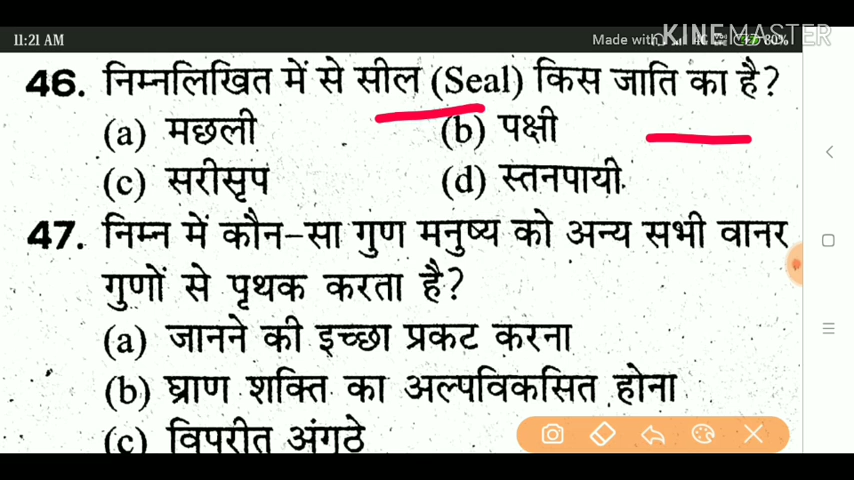 11:21 AM
Made with KINEMASTER
80%
46. निम्नलिखित में से सील (Seal) किस जाति का है?
(a) मछली (b) पक्षी
(c) सरीसृप (d) स्तनपायी
47. निम्न में कौन-सा गुण मनुष्य को अन्य सभी वानर
गुणों से पृथक करता है?
(a) जानने की इच्छा प्रकट करना
(b) घ्राण शक्ति का अल्पविकसित होना
(c) विपरीत अंगूठे